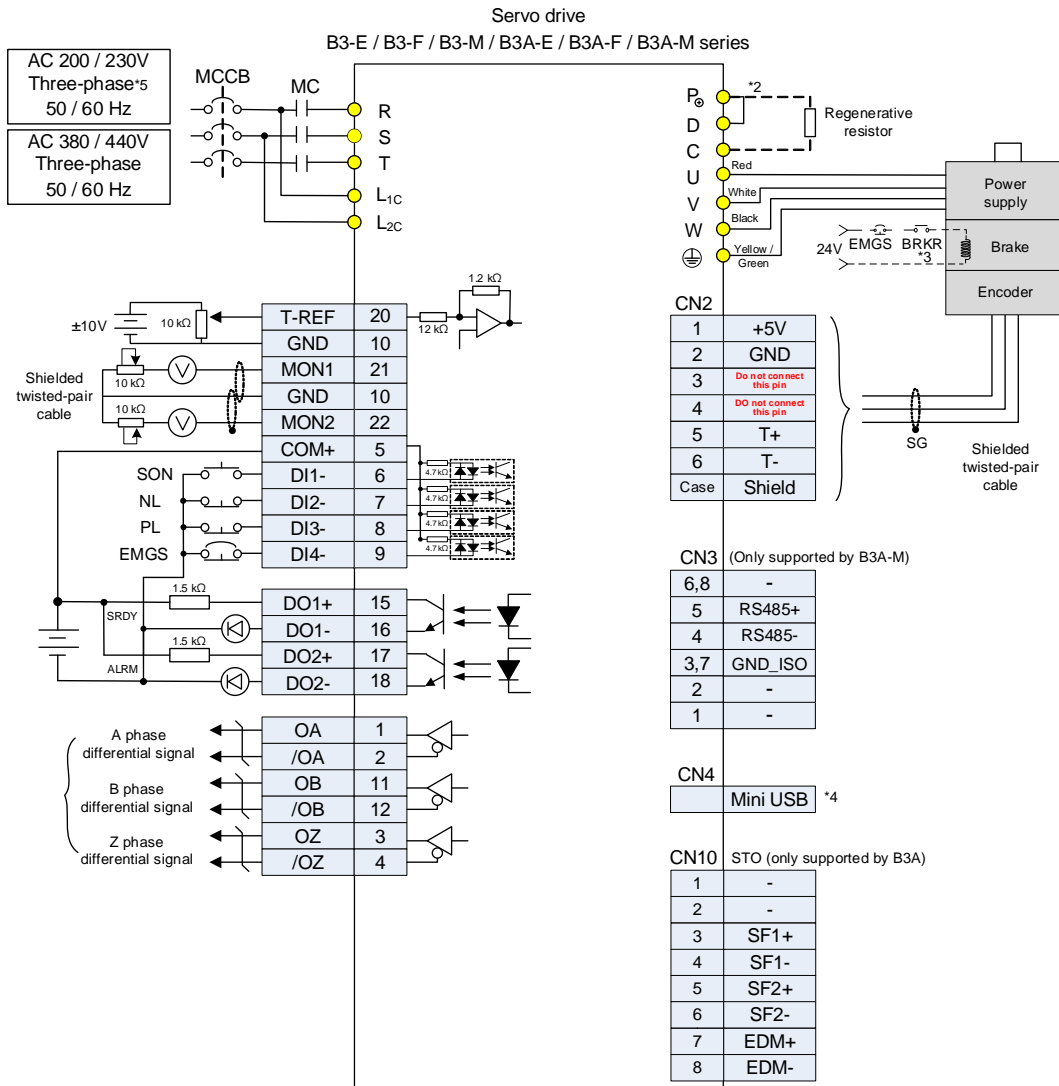 Servo drive
B3-E / B3-F / B3-M / B3A-E / B3A-F / B3A-M series
AC 200 / 230V
Three-phase*5
50 / 60 Hz
AC 380 / 440V
Three-phase
50 / 60 Hz
MCCB
MC
R
S
T
L1C
L2C
P⊕
D
C
U
V
W
*2
Regenerative
resistor
Red
White
Black
Yellow /
Green
Power
supply
24V
EMGS
BRKR
*3
Brake
Encoder
±10V
10 kΩ
T-REF 20
GND 10
MON1 21
GND 10
MON2 22
COM+ 5
DI1- 6
DI2- 7
DI3- 8
DI4- 9
12 kΩ
1.2 kΩ
Shielded
twisted-pair
cable
10 kΩ
V
10 kΩ
V
SON
NL
PL
EMGS
4.7 kΩ
4.7 kΩ
4.7 kΩ
4.7 kΩ
1.5 kΩ
SRDY
1.5 kΩ
ALRM
DO1+ 15
DO1- 16
DO2+ 17
DO2- 18
A phase
differential signal
B phase
differential signal
Z phase
differential signal
OA 1
/OA 2
OB 11
/OB 12
OZ 3
/OZ 4
CN2
1 +5V
2 GND
3 Do not connect
this pin
4 DO not connect
this pin
5 T+
6 T-
Case Shield
SG
Shielded
twisted-pair
cable
CN3 (Only supported by B3A-M)
6,8 -
5 RS485+
4 RS485-
3,7 GND_ISO
2 -
1 -
CN4
Mini USB *4
CN10 STO (only supported by B3A)
1 -
2 -
3 SF1+
4 SF1-
5 SF2+
6 SF2-
7 EDM+
8 EDM-